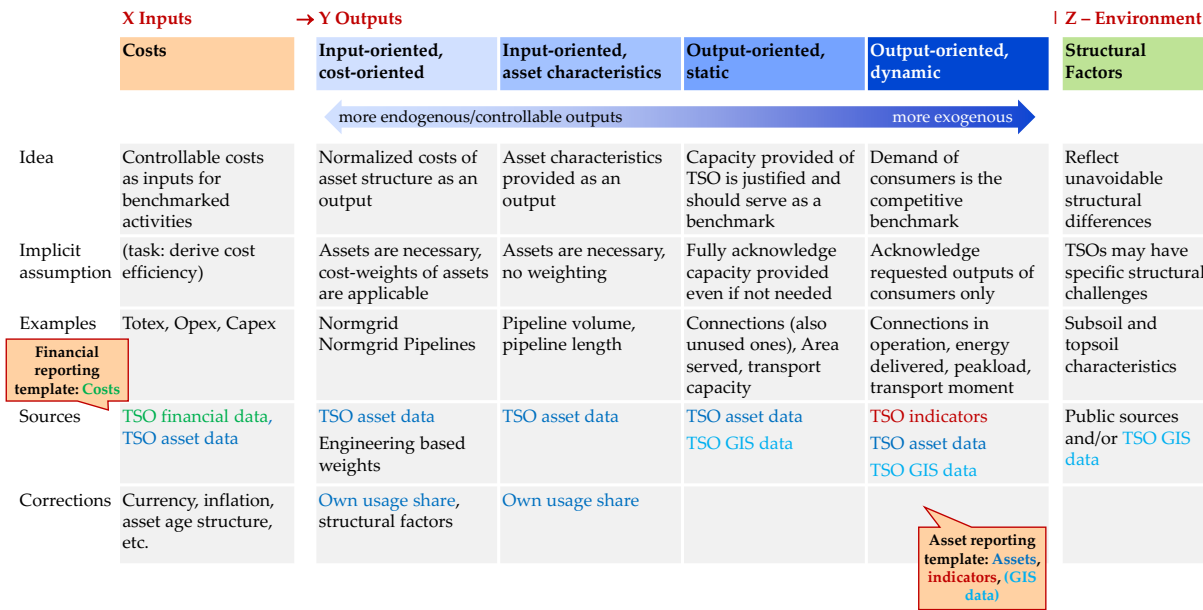 X Inputs
→ Y Outputs
| Z – Environment
Costs
Input-oriented,
cost-oriented
Input-oriented,
asset characteristics
Output-oriented,
static
Output-oriented,
dynamic
Structural
Factors
more endogenous/controllable outputs
more exogenous
Idea
Controllable costs
as inputs for
benchmarked
activities
Normalized costs of
asset structure as an
output
Asset characteristics
provided as an
output
Capacity provided of
TSO is justified and
should serve as a
benchmark
Demand of
consumers is the
competitive
benchmark
Reflect
unavoidable
structural
differences
Implicit
assumption
(task: derive cost
efficiency)
Assets are necessary,
cost-weights of assets
are applicable
Assets are necessary,
no weighting
Fully acknowledge
capacity provided
even if not needed
Acknowledge
requested outputs of
consumers only
TSOs may have
specific structural
challenges
Examples
Totex, Opex, Capex
Normgrid
Normgrid Pipelines
Pipeline volume,
pipeline length
Connections (also
unused ones), Area
served, transport
capacity
Connections in
operation, energy
delivered, peakload,
transport moment
Subsoil and
topsoil
characteristics
Financial
reporting
template: Costs
Sources
TSO financial data,
TSO asset data
TSO asset data
Engineering based
weights
TSO asset data
TSO asset data
TSO GIS data
TSO indicators
TSO asset data
TSO GIS data
Public sources
and/or TSO GIS
data
Corrections
Currency, inflation,
asset age structure,
etc.
Own usage share,
structural factors
Own usage share
Asset reporting
template: Assets,
indicators, (GIS
data)